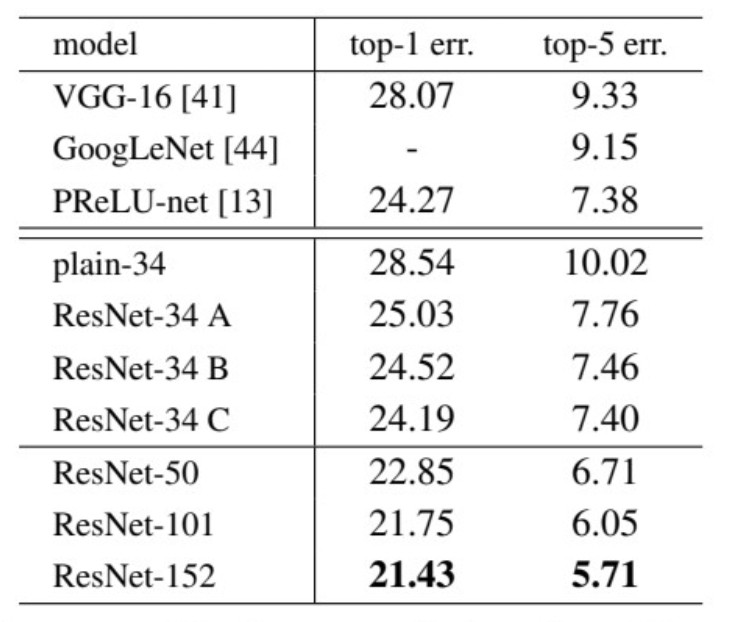 model top-1 err. top-5 err.
VGG-16 [41] 28.07 9.33
GoogLeNet [44] - 9.15
PReLU-net [13] 24.27 7.38
plain-34 28.54 10.02
ResNet-34 A 25.03 7.76
ResNet-34 B 24.52 7.46
ResNet-34 C 24.19 7.40
ResNet-50 22.85 6.71
ResNet-101 21.75 6.05
ResNet-152 21.43 5.71